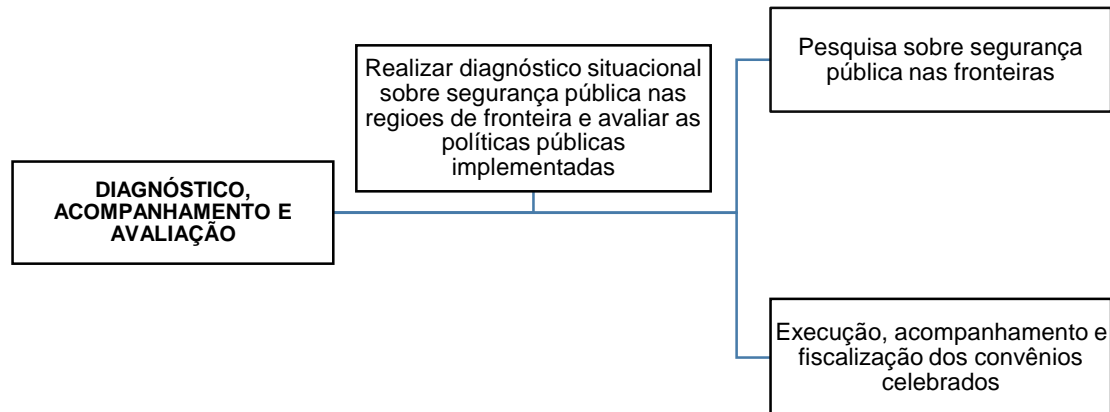 DIAGNÓSTICO,
ACOMPANHAMENTO E
AVALIAÇÃO
Realizar diagnóstico situacional
sobre segurança pública nas
regioes de fronteira e avaliar as
políticas públicas
implementadas
Pesquisa sobre segurança
pública nas fronteiras
Execução, acompanhamento e
fiscalização dos convênios
celebrados